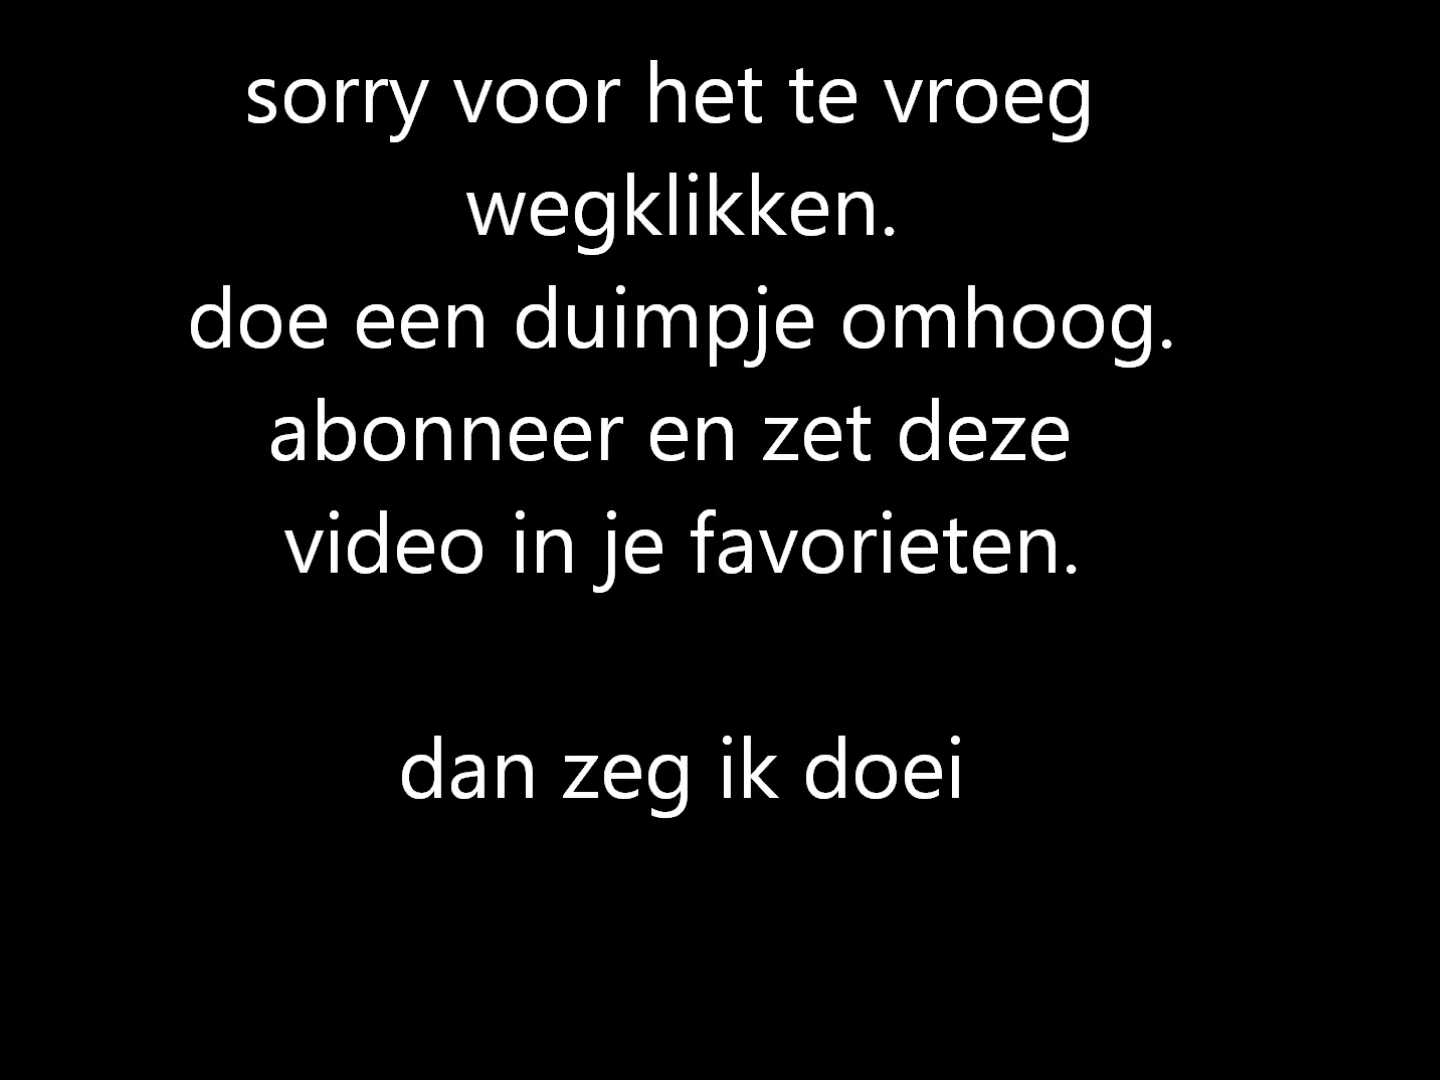 sorry voor het te vroeg
wegklikken.
doe een duimpje omhoog.
abonneer en zet deze
video in je favorieten.
dan zeg ik doei